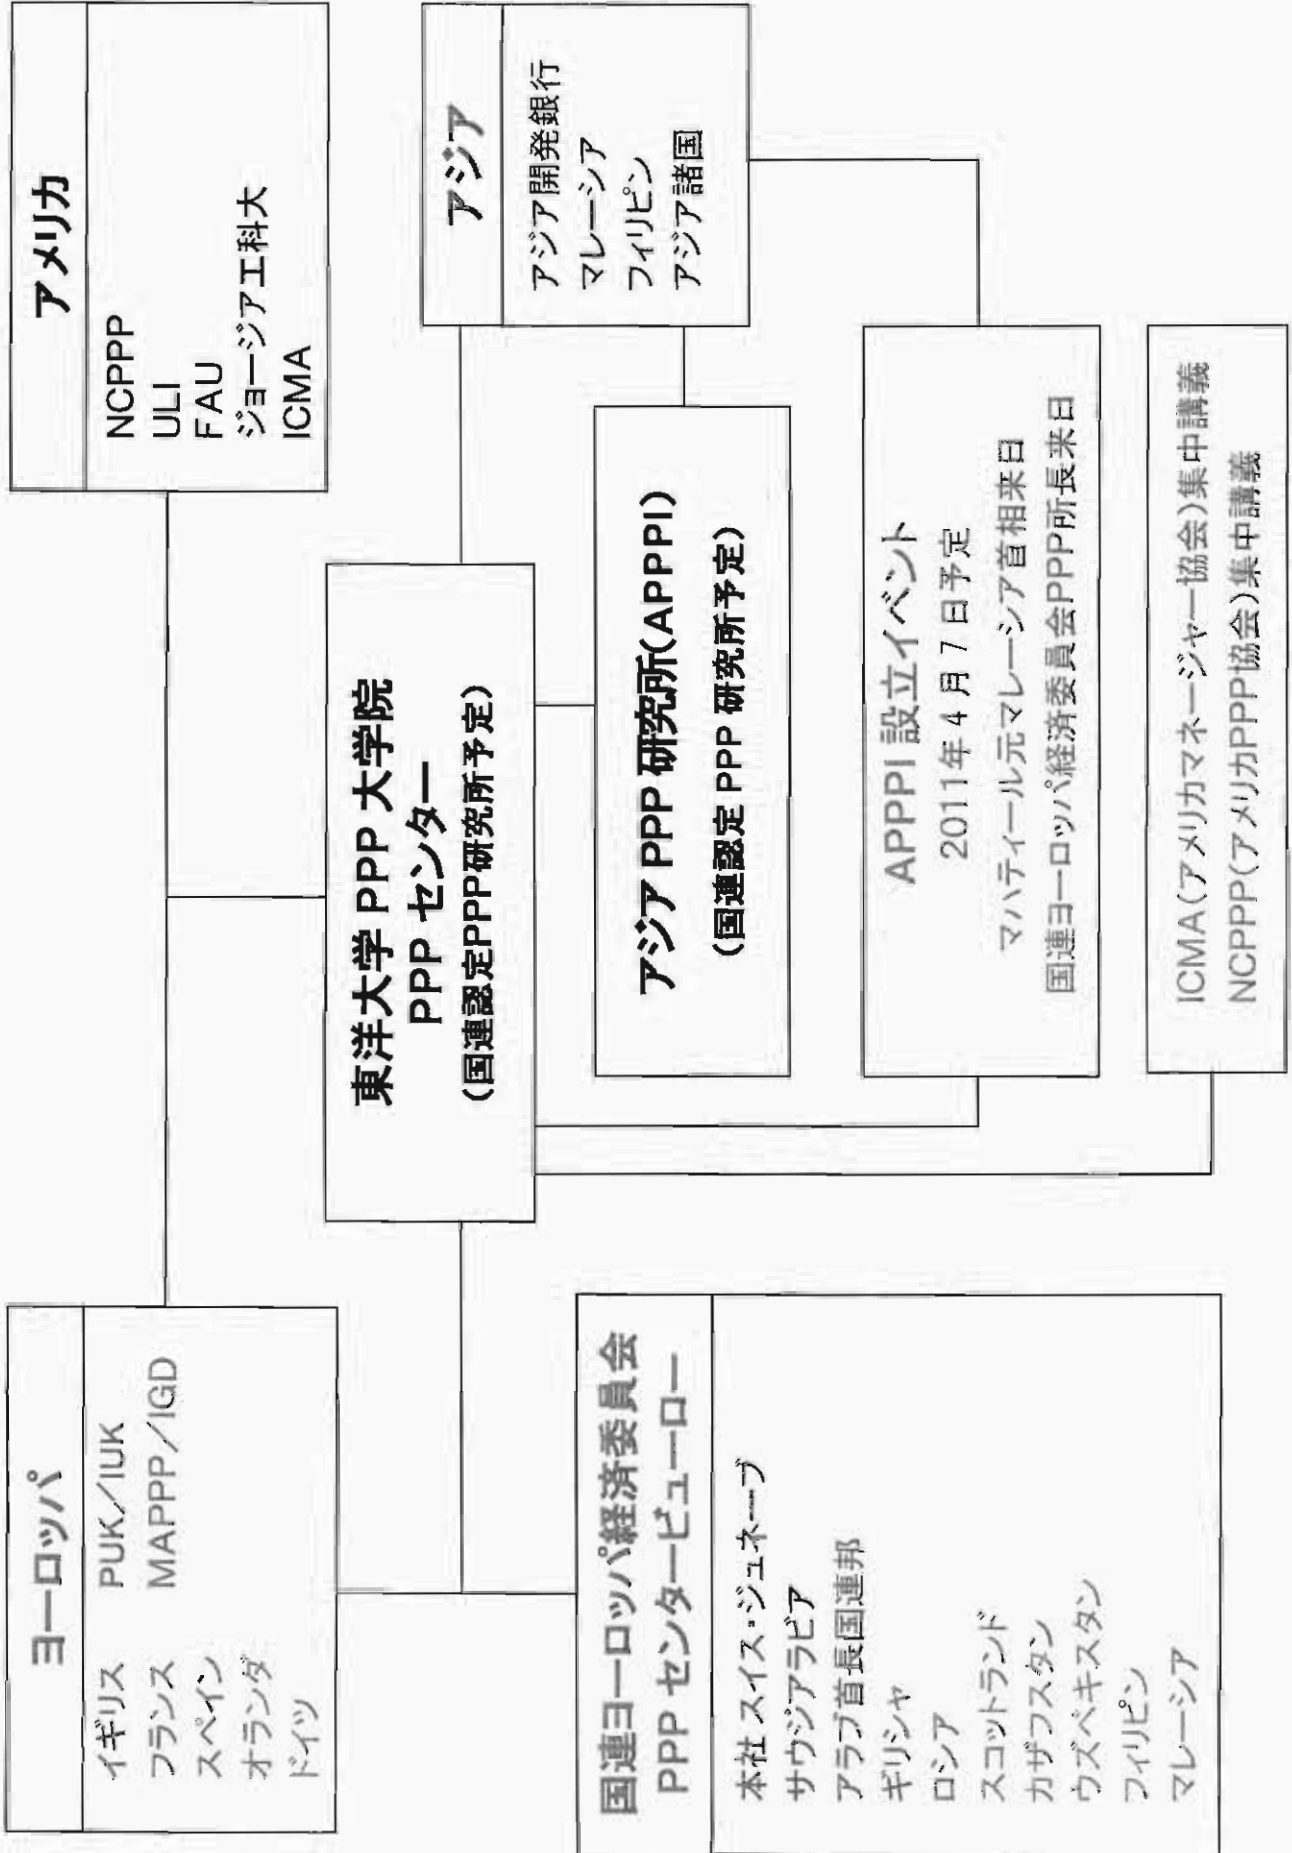 ヨーロッパ
イギリス PUK/IUK
フランス MAPPP/IGD
スペイン
オランダ
ドイツ
アメリカ
NCPPP
ULI
FAU
ジョージア工科大
ICMA
東洋大学 PPP 大学院
PPP センター
(国連認定PPP研究所予定)
アジア
アジア開発銀行
マレーシア
フィリピン
アジア諸国
国連ヨーロッパ経済委員会
PPP センタービューロー
本社 スイス・ジュネーブ
サウジアラビア
アラブ首長国連邦
ギリシャ
ロシア
スコットランド
カザフスタン
ウズベキスタン
フィリピン
マレーシア
アジア PPP 研究所(APPPI)
(国連認定 PPP 研究所予定)
APPPI 設立イベント
2011年4月7日予定
マハティール元マレーシア首相来日
国連ヨーロッパ経済委員会PPP所長来日
ICMA(アメリカマネージャー協会)集中講義
NCPPP(アメリカPPP協会)集中講義